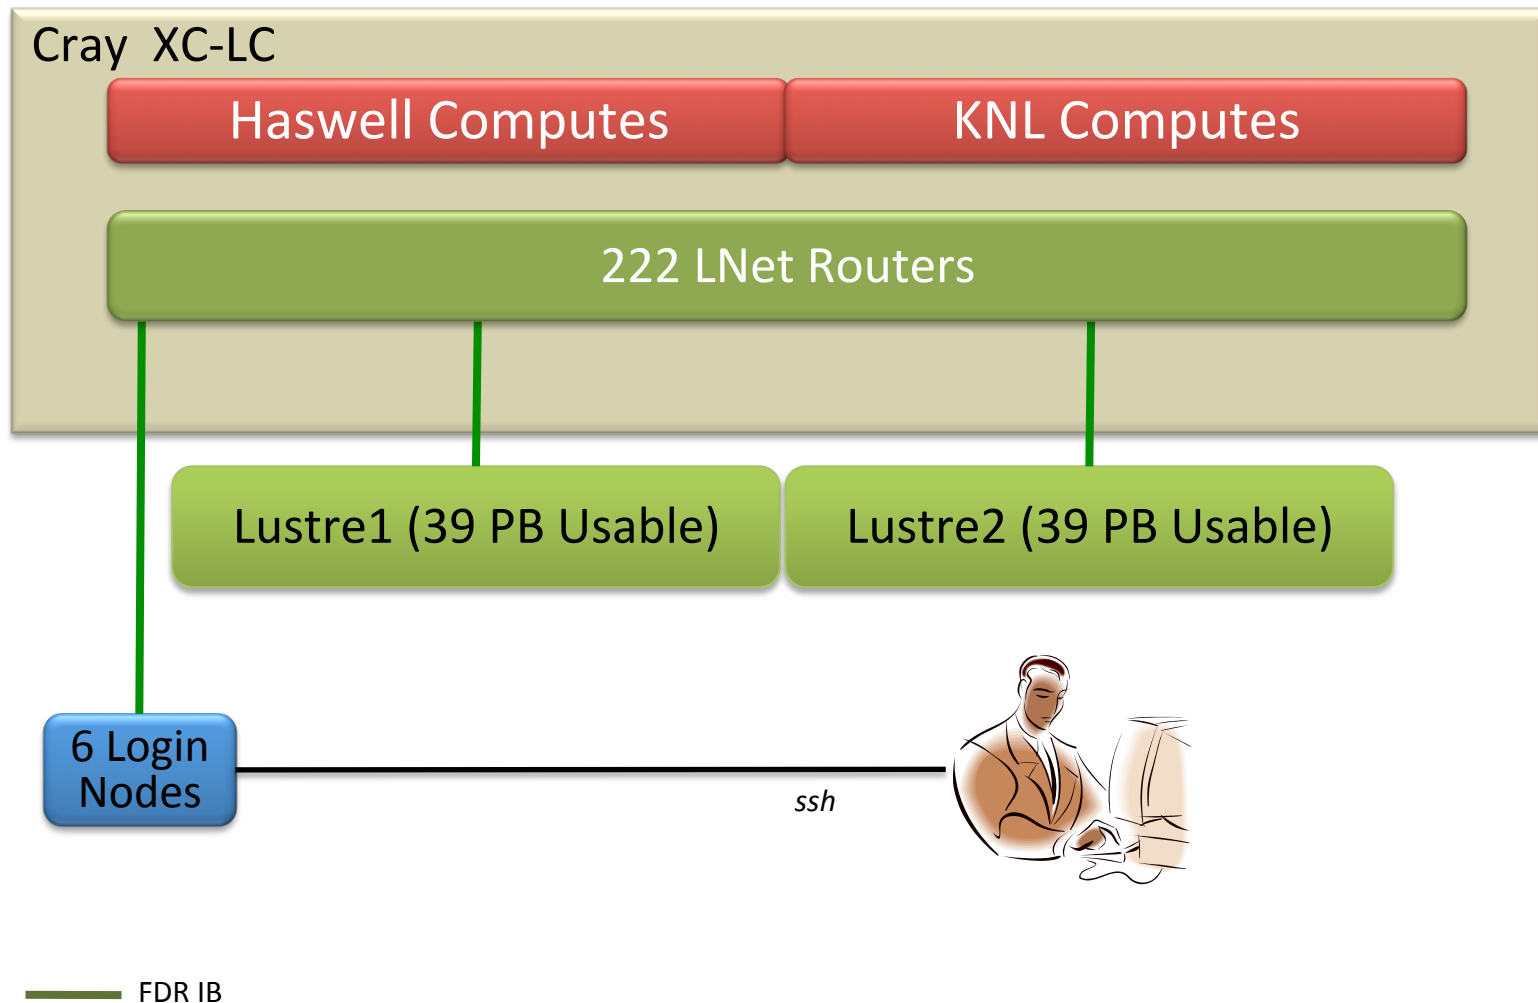 Cray XC-LC
Haswell Computes
KNL Computes
222 LNet Routers
Lustre1 (39 PB Usable)
Lustre2 (39 PB Usable)
6 Login
Nodes
ssh
FDR IB